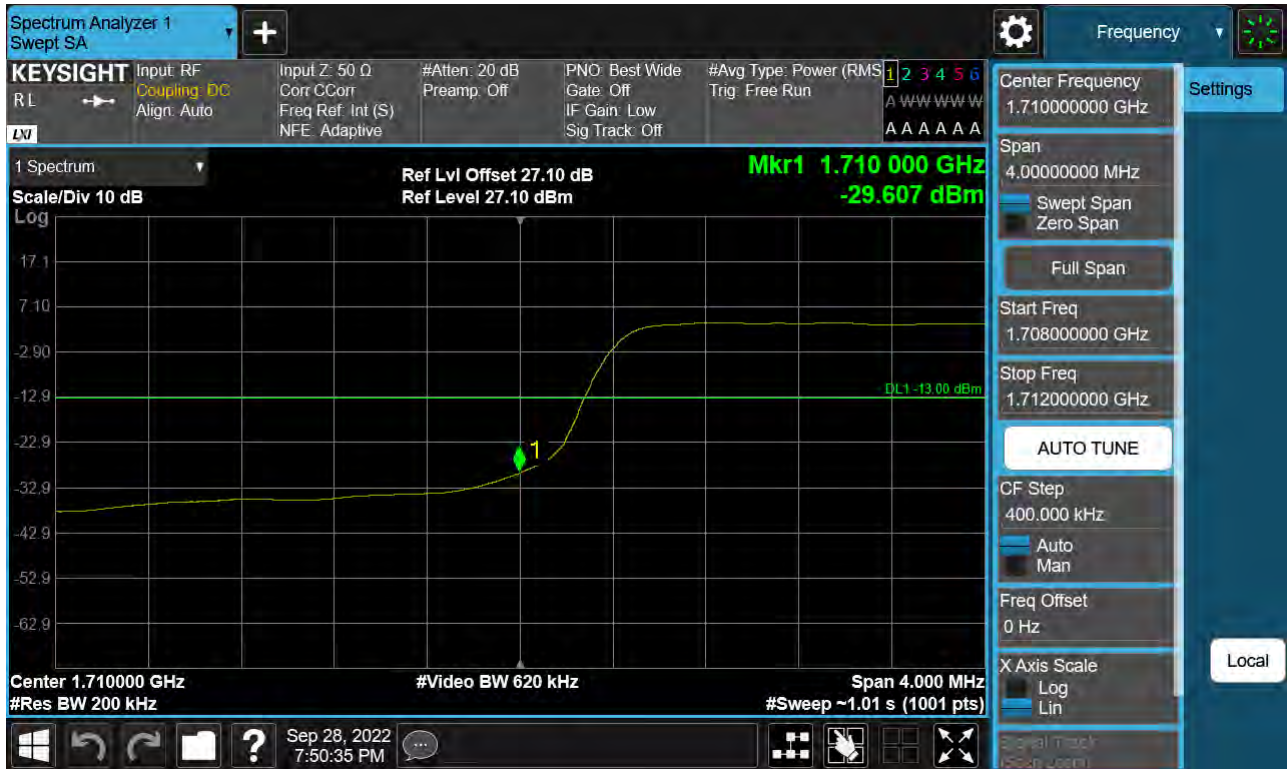 Spectrum Analyzer 1
Swept SA
Frequency
KEYSIGHT
RL
LXI
Input: RF
Coupling: DC
Align: Auto
Input Z: 50 Ω
Corr CCorr
Freq Ref: Int (S)
NFE: Adaptive
#Atten: 20 dB
Preamp: Off
PNO: Best Wide
Gate: Off
IF Gain: Low
Sig Track: Off
#Avg Type: Power (RMS
Trig: Free Run
1 2 3 4 5 6
A W W W W W
A A A A A A
1 Spectrum
Scale/Div 10 dB
Ref Lvl Offset 27.10 dB
Ref Level 27.10 dBm
Mkr1 1.710 000 GHz
-29.607 dBm
Log
17.1
7.10
-2.90
-12.9
-22.9
-32.9
-42.9
-52.9
-62.9
DL1 -13.00 dBm
1
Center 1.710000 GHz
#Video BW 620 kHz
Span 4.000 MHz
#Res BW 200 kHz
#Sweep ~1.01 s (1001 pts)
Center Frequency
1.710000000 GHz
Span
4.00000000 MHz
Swept Span
Zero Span
Full Span
Start Freq
1.708000000 GHz
Stop Freq
1.712000000 GHz
AUTO TUNE
CF Step
400.000 kHz
Auto
Man
Freq Offset
0 Hz
X Axis Scale
Log
Lin
Settings
Local
Sep 28, 2022
7:50:35 PM